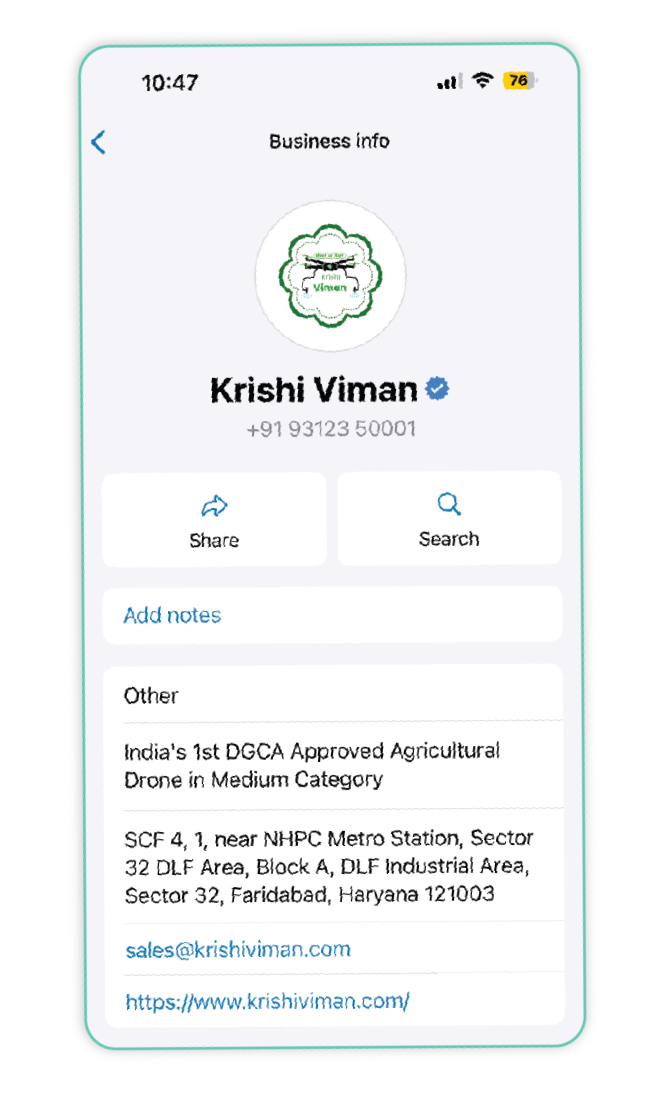 10:47
76
Business info
Krishi
Viman
Krishi Viman
+91 93123 50001
Share
Search
Add notes
Other
India's 1st DGCA Approved Agricultural
Drone in Medium Category
SCF 4, 1, near NHPC Metro Station, Sector
32 DLF Area, Block A, DLF Industrial Area,
Sector 32, Faridabad, Haryana 121003
sales@krishiviman.com
https://www.krishiviman.com/